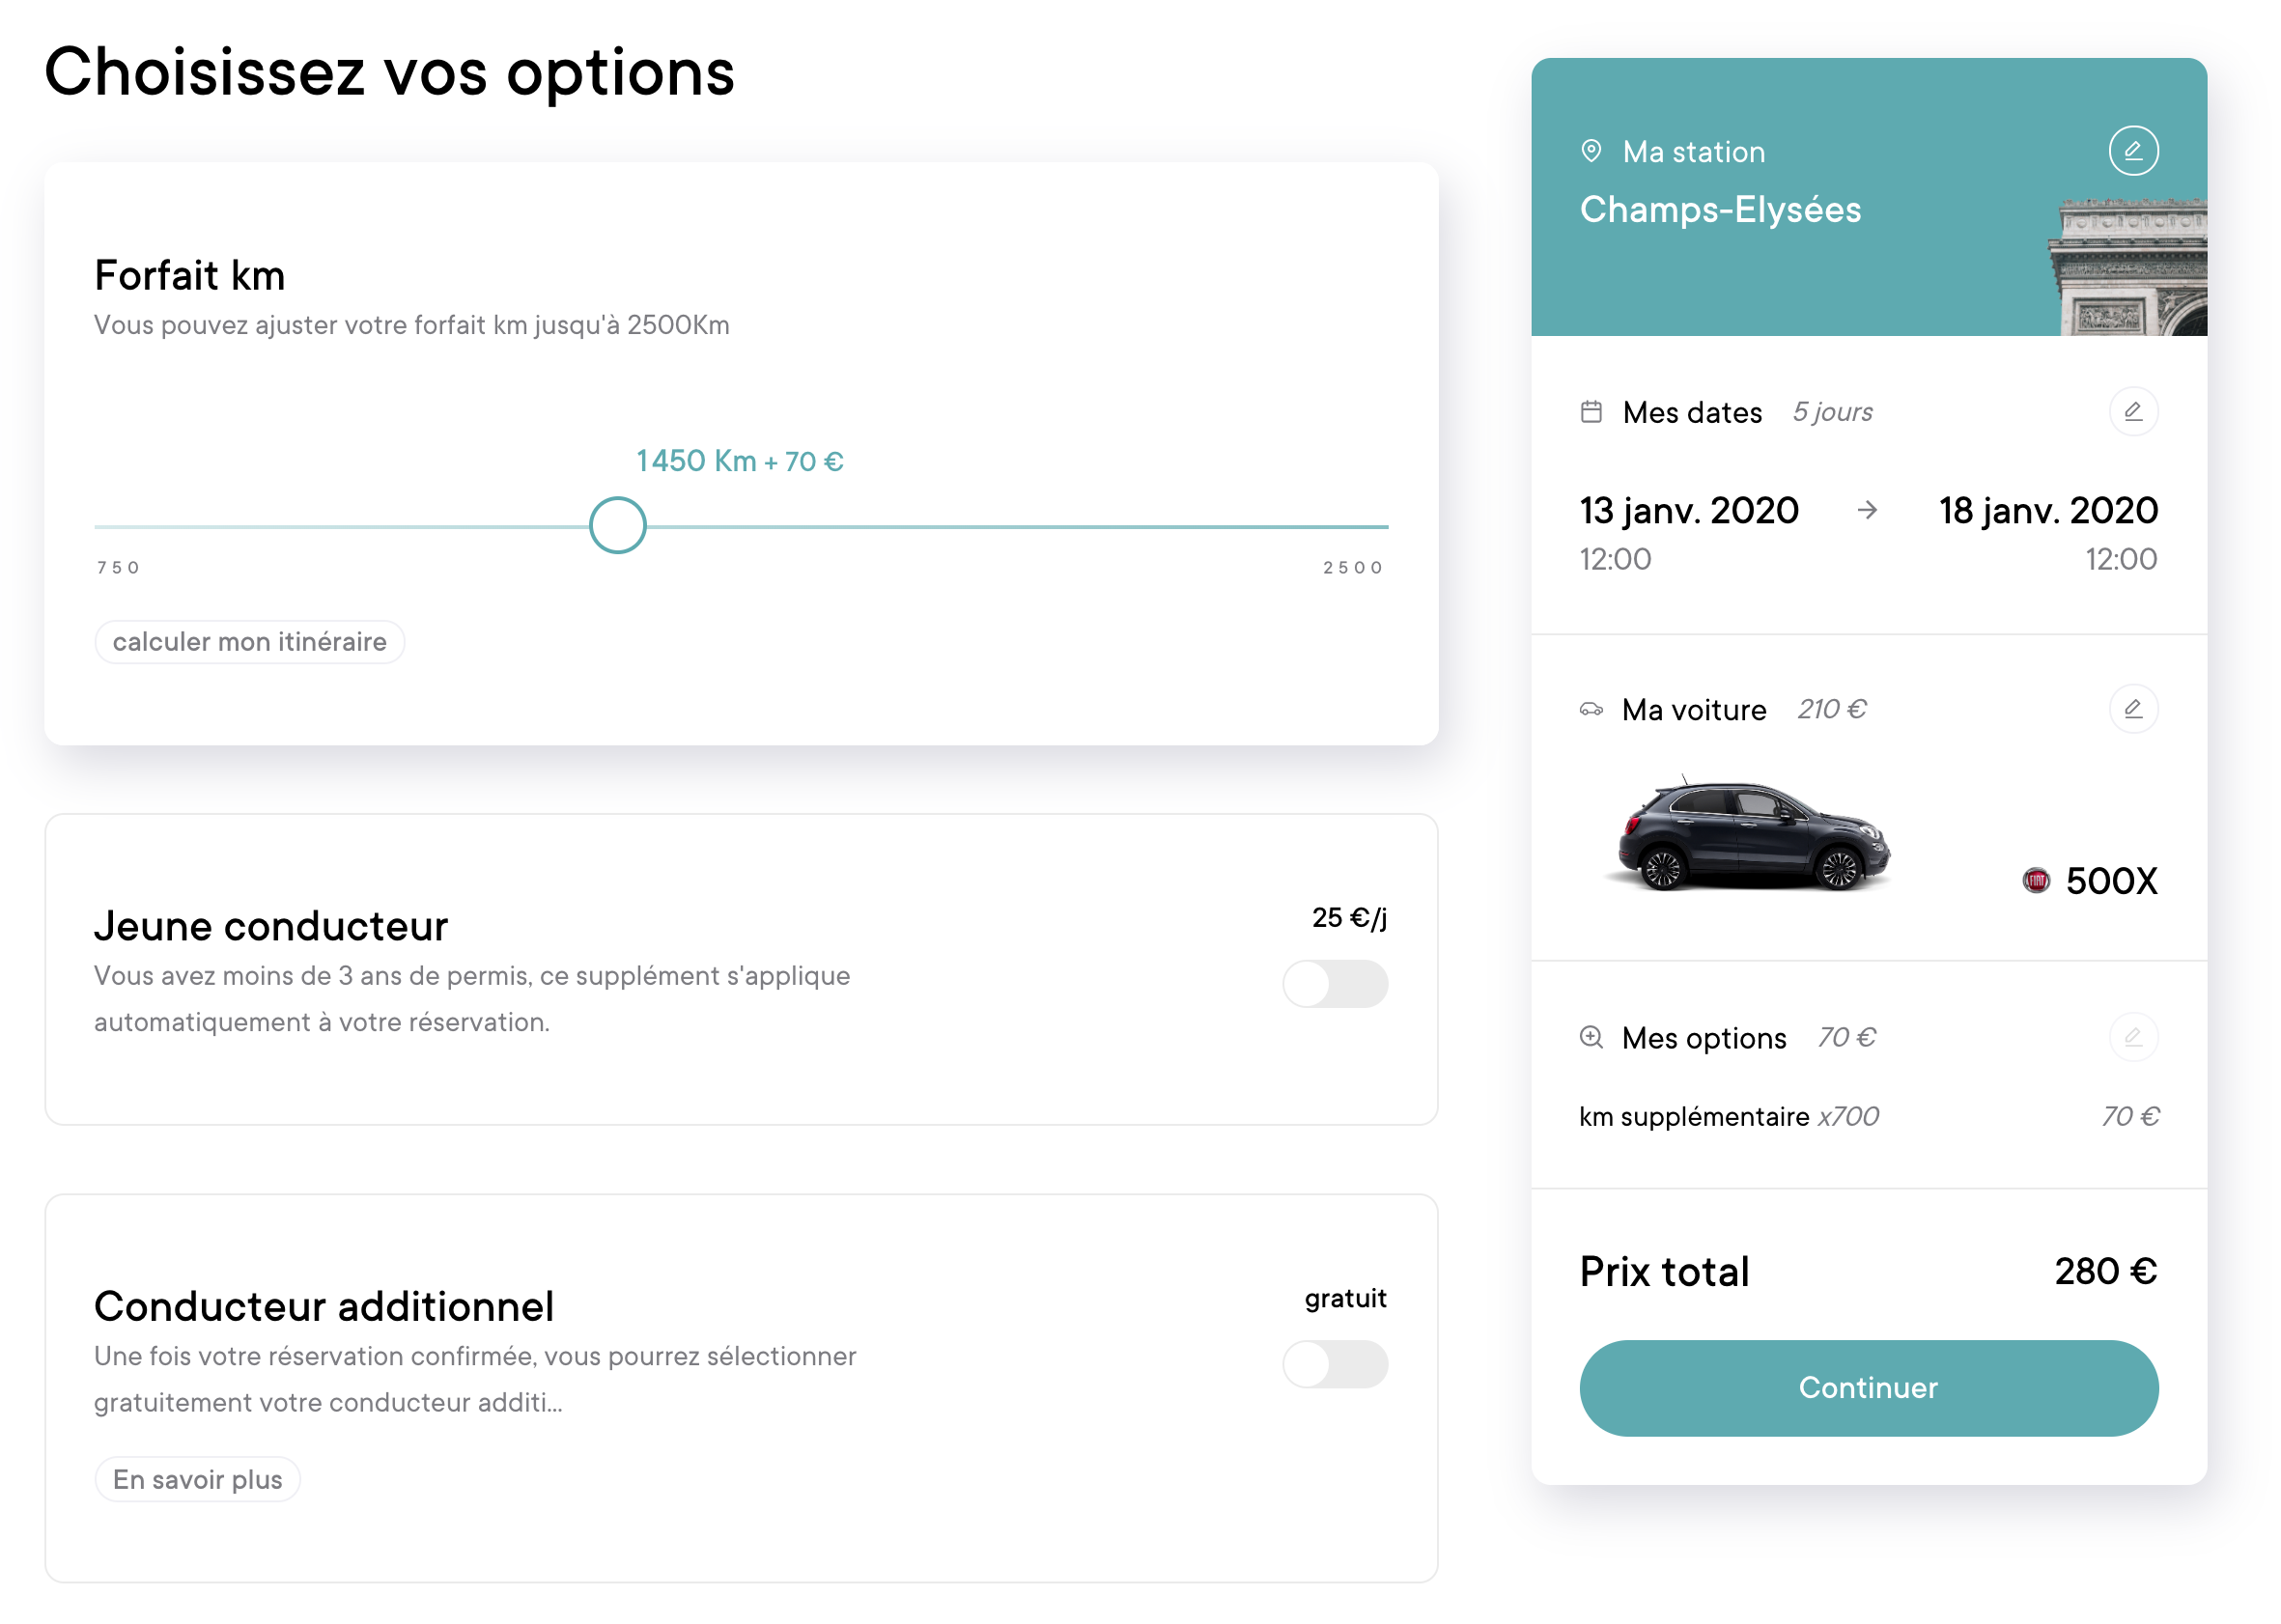 Choisissez vos options
Forfait km
Vous pouvez ajuster votre forfait km jusqu'à 2500Km
1450 Km + 70 €
750
2500
calculer mon itinéraire
Jeune conducteur
25 €/j
Vous avez moins de 3 ans de permis, ce supplément s'applique
automatiquement à votre réservation.
Conducteur additionnel
gratuit
Une fois votre réservation confirmée, vous pourrez sélectionner
gratuitement votre conducteur additi...
En savoir plus
Ma station
Champs-Elysées
Mes dates 5 jours
13 janv. 2020 → 18 janv. 2020
12:00 12:00
Ma voiture 210 €
FIAT 500X
Mes options 70 €
km supplémentaire x700 70 €
Prix total 280 €
Continuer